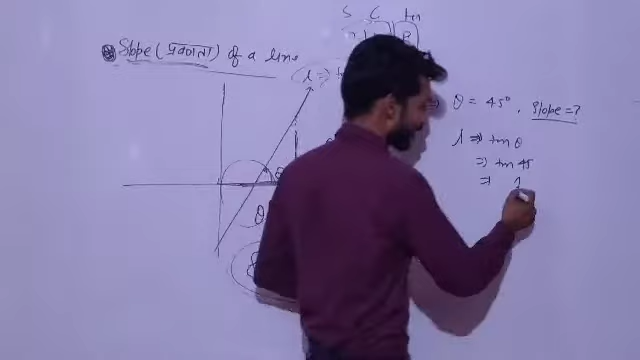 S C tan
Slope (प्रवणता) of a line
l ⇒
θ = 45° , Slope = ?
l ⇒ tan θ
⇒ tan 45
⇒ 1
θ
θ